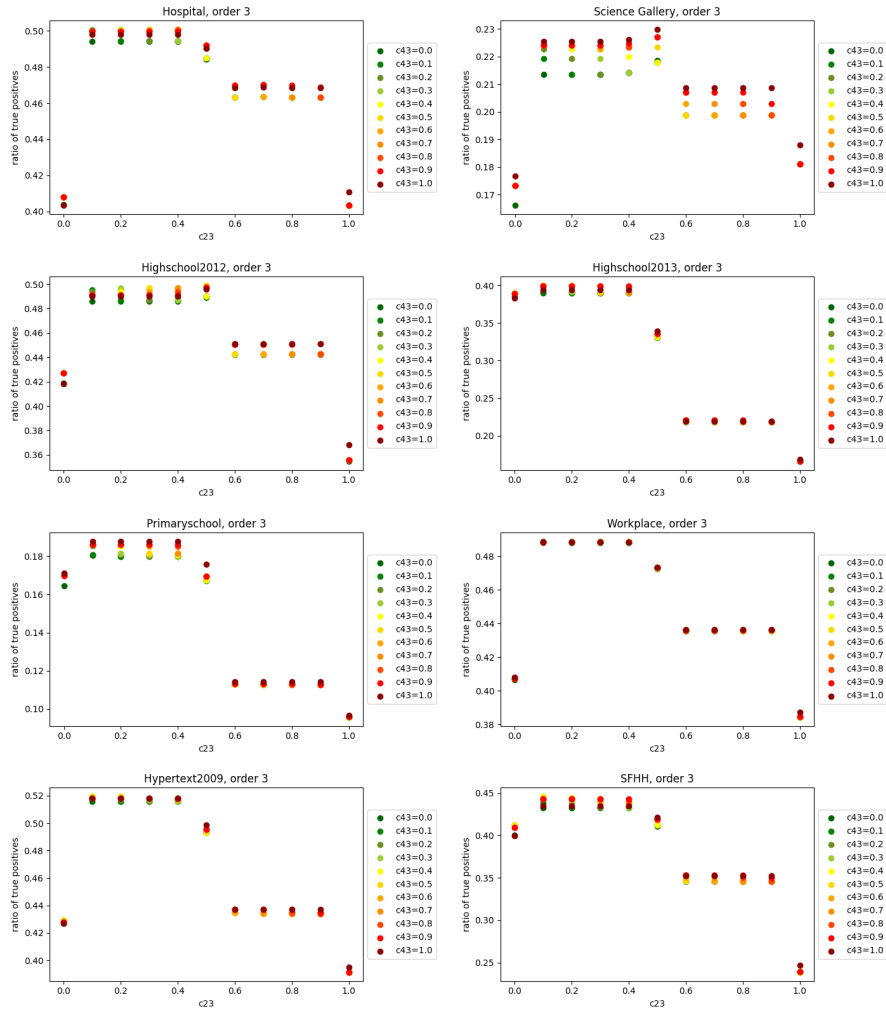 Hospital, order 3
ratio of true positives
0.50
0.48
0.46
0.44
0.42
0.40
0.0 0.2 0.4 0.6 0.8 1.0
c23
c43=0.0
c43=0.1
c43=0.2
c43=0.3
c43=0.4
c43=0.5
c43=0.6
c43=0.7
c43=0.8
c43=0.9
c43=1.0
Science Gallery, order 3
ratio of true positives
0.23
0.22
0.21
0.20
0.19
0.18
0.17
0.0 0.2 0.4 0.6 0.8 1.0
c23
c43=0.0
c43=0.1
c43=0.2
c43=0.3
c43=0.4
c43=0.5
c43=0.6
c43=0.7
c43=0.8
c43=0.9
c43=1.0
Highschool2012, order 3
ratio of true positives
0.50
0.48
0.46
0.44
0.42
0.40
0.38
0.36
0.0 0.2 0.4 0.6 0.8 1.0
c23
c43=0.0
c43=0.1
c43=0.2
c43=0.3
c43=0.4
c43=0.5
c43=0.6
c43=0.7
c43=0.8
c43=0.9
c43=1.0
Highschool2013, order 3
ratio of true positives
0.40
0.35
0.30
0.25
0.20
0.0 0.2 0.4 0.6 0.8 1.0
c23
c43=0.0
c43=0.1
c43=0.2
c43=0.3
c43=0.4
c43=0.5
c43=0.6
c43=0.7
c43=0.8
c43=0.9
c43=1.0
Primaryschool, order 3
ratio of true positives
0.18
0.16
0.14
0.12
0.10
0.0 0.2 0.4 0.6 0.8 1.0
c23
c43=0.0
c43=0.1
c43=0.2
c43=0.3
c43=0.4
c43=0.5
c43=0.6
c43=0.7
c43=0.8
c43=0.9
c43=1.0
Workplace, order 3
ratio of true positives
0.48
0.46
0.44
0.42
0.40
0.38
0.0 0.2 0.4 0.6 0.8 1.0
c23
c43=0.0
c43=0.1
c43=0.2
c43=0.3
c43=0.4
c43=0.5
c43=0.6
c43=0.7
c43=0.8
c43=0.9
c43=1.0
Hypertext2009, order 3
ratio of true positives
0.52
0.50
0.48
0.46
0.44
0.42
0.40
0.0 0.2 0.4 0.6 0.8 1.0
c23
c43=0.0
c43=0.1
c43=0.2
c43=0.3
c43=0.4
c43=0.5
c43=0.6
c43=0.7
c43=0.8
c43=0.9
c43=1.0
SFHH, order 3
ratio of true positives
0.45
0.40
0.35
0.30
0.25
0.0 0.2 0.4 0.6 0.8 1.0
c23
c43=0.0
c43=0.1
c43=0.2
c43=0.3
c43=0.4
c43=0.5
c43=0.6
c43=0.7
c43=0.8
c43=0.9
c43=1.0